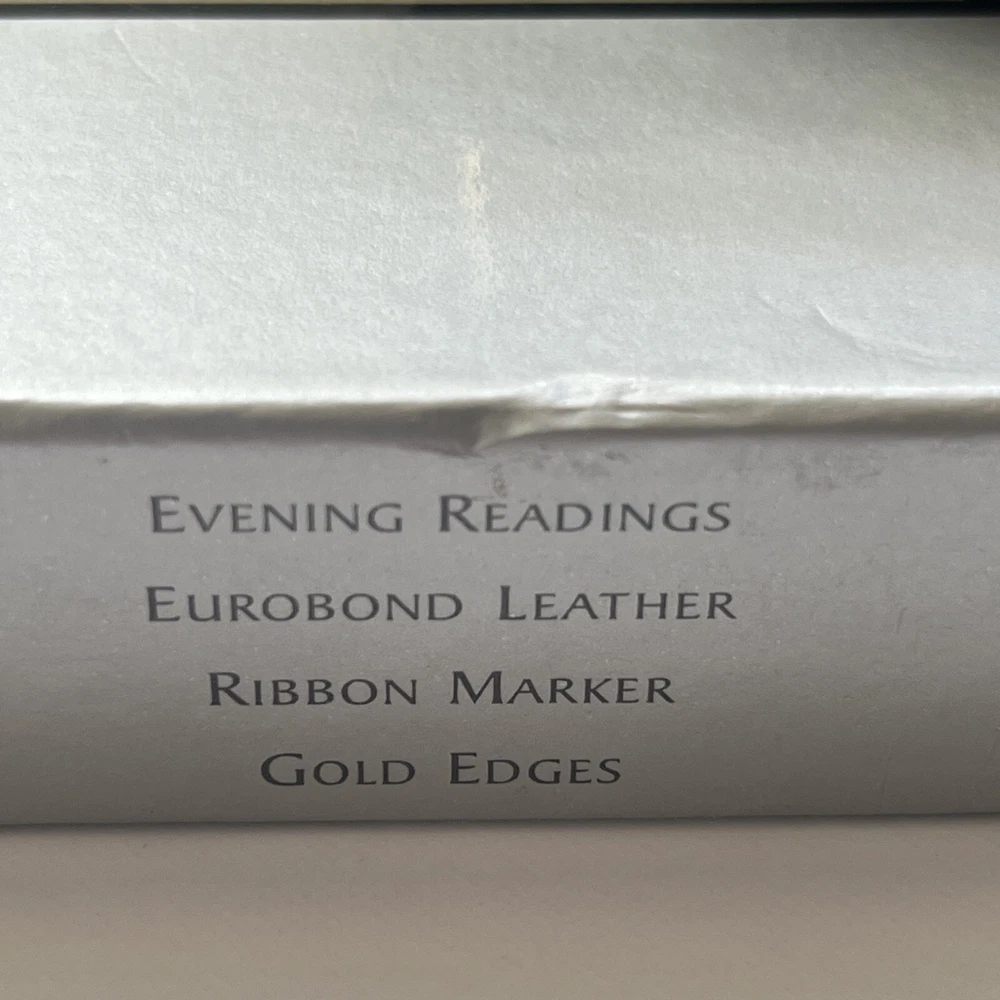 Evening Readings
Eurobond Leather
Ribbon Marker
Gold Edges